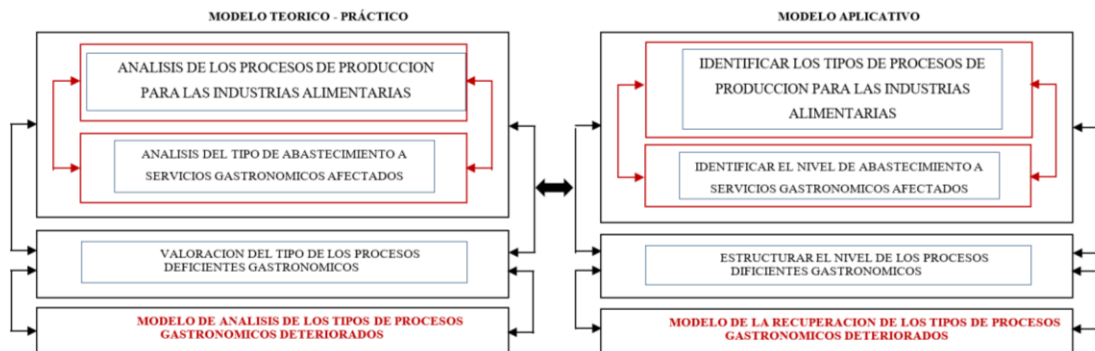 MODELO TEORICO - PRÁCTICO
ANALISIS DE LOS PROCESOS DE PRODUCCION
PARA LAS INDUSTRIAS ALIMENTARIAS
ANALISIS DEL TIPO DE ABASTECIMIENTO A
SERVICIOS GASTRONOMICOS AFECTADOS
VALORACION DEL TIPO DE LOS PROCESOS
DEFICIENTES GASTRONOMICOS
MODELO DE ANALISIS DE LOS TIPOS DE PROCESOS
GASTRONOMICOS DETERIORADOS
MODELO APLICATIVO
IDENTIFICAR LOS TIPOS DE PROCESOS DE
PRODUCCION PARA LAS INDUSTRIAS
ALIMENTARIAS
IDENTIFICAR EL NIVEL DE ABASTECIMIENTO A
SERVICIOS GASTRONOMICOS AFECTADOS
ESTRUCTURAR EL NIVEL DE LOS PROCESOS
DIFICIENTES GASTRONOMICOS
MODELO DE LA RECUPERACION DE LOS TIPOS DE PROCESOS
GASTRONOMICOS DETERIORADOS